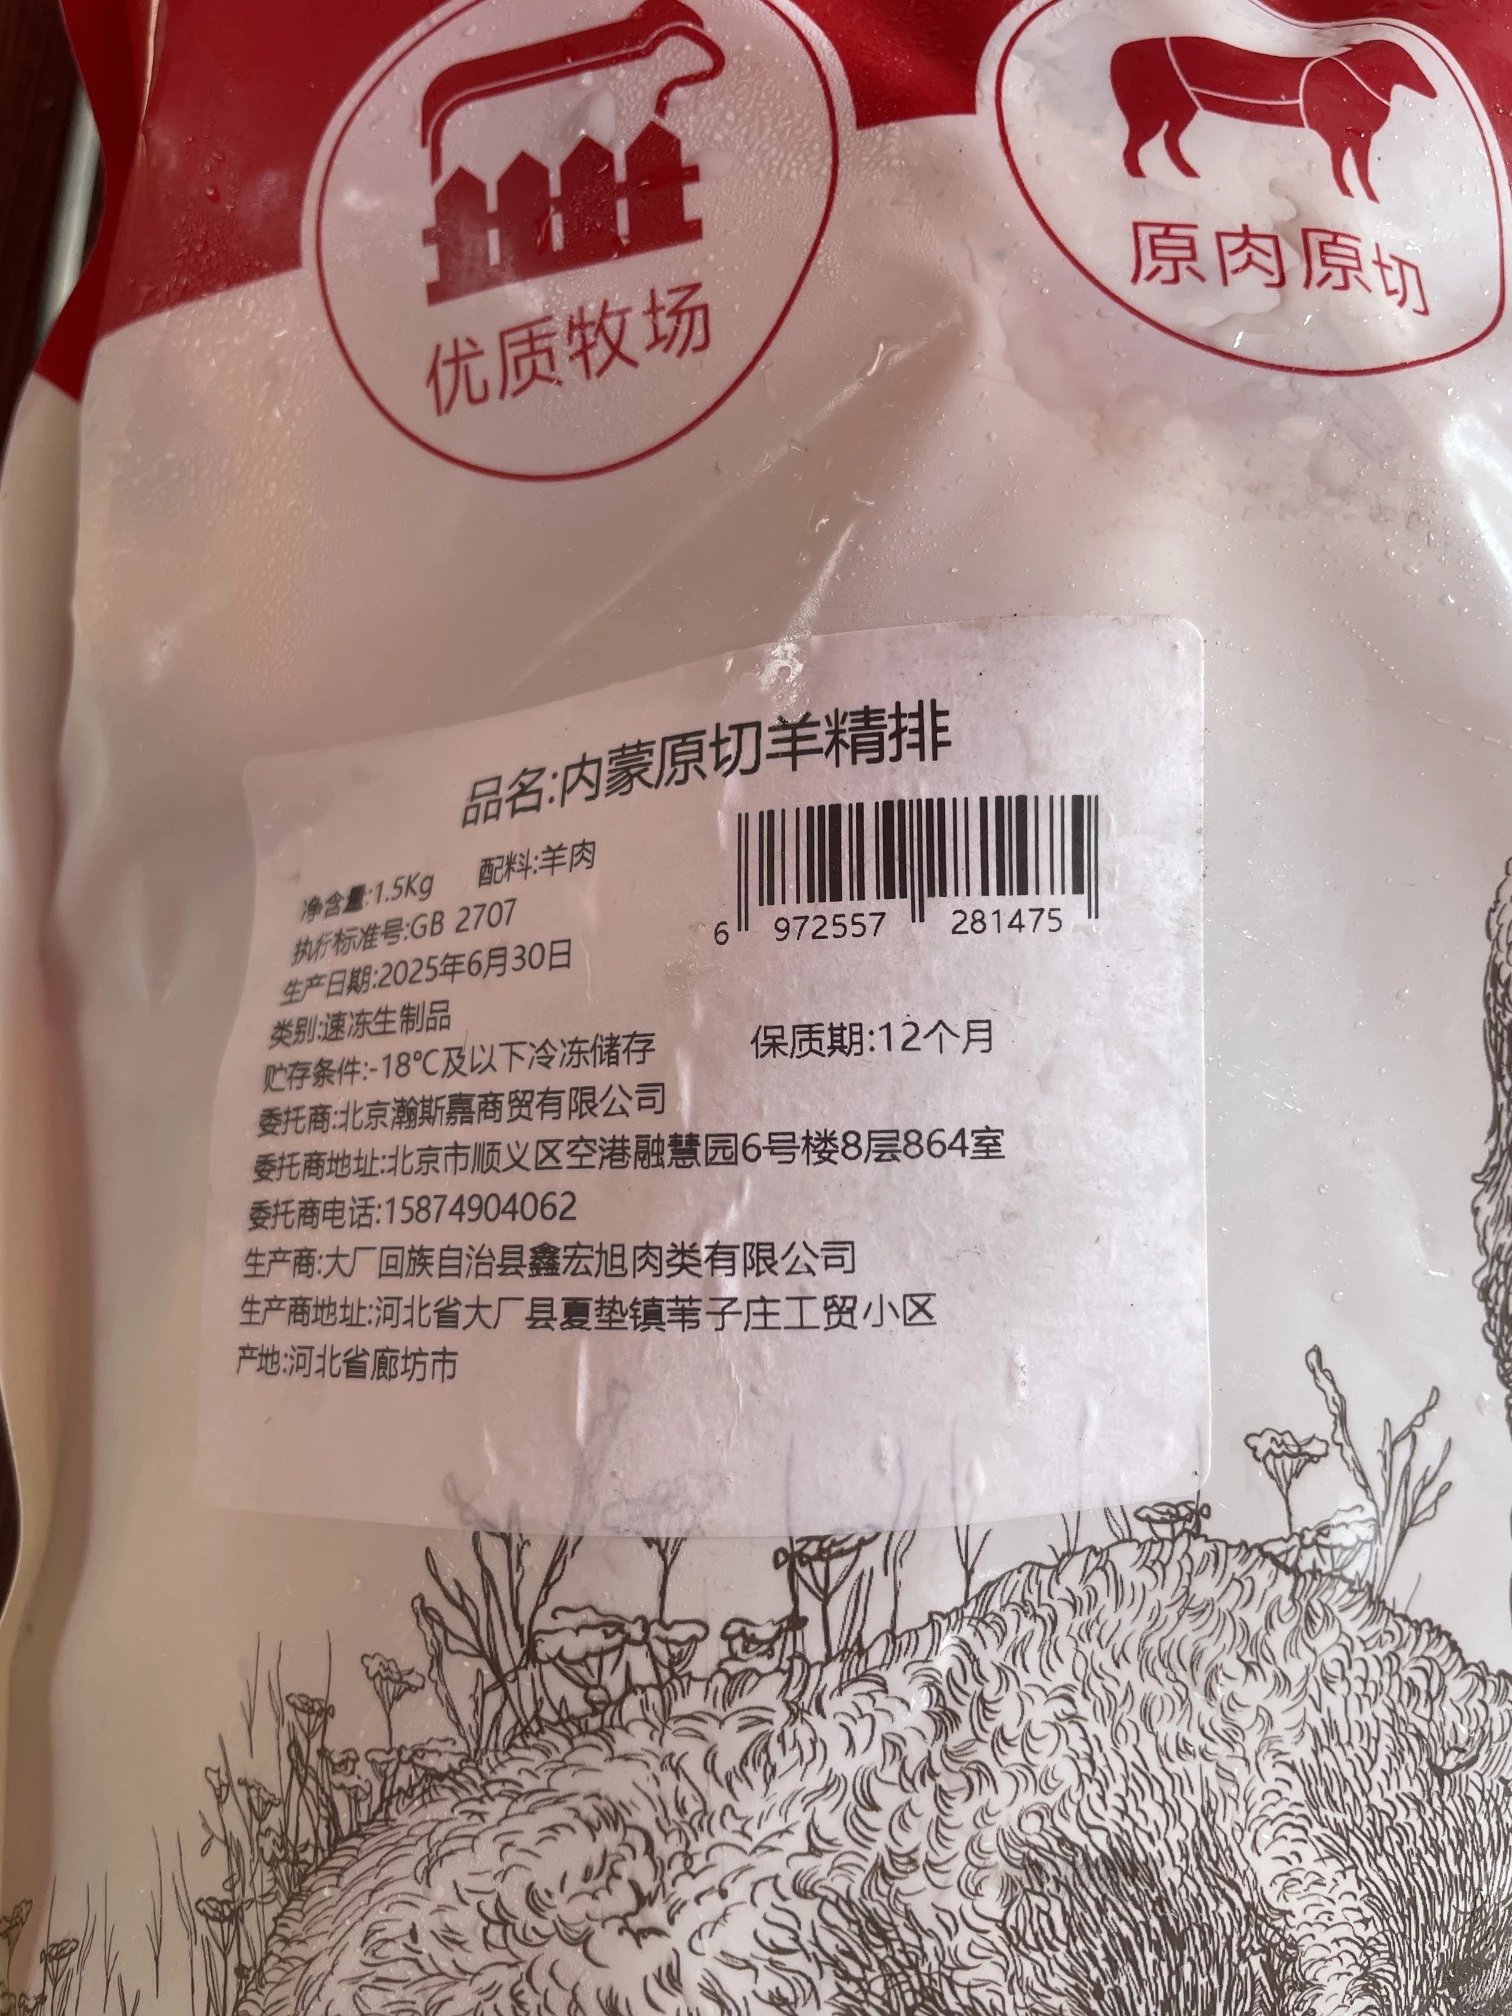 优质牧场
原肉原切
品名:内蒙原切羊精排
净含量:1.5Kg 配料:羊肉
执行标准号:GB 2707
生产日期:2025年6月30日
类别:速冻生制品
贮存条件:-18℃及以下冷冻储存
保质期:12个月
6 972557 281475
委托商:北京瀚斯嘉商贸有限公司
委托商地址:北京市顺义区空港融慧园6号楼8层864室
委托商电话:15874904062
生产商:大厂回族自治县鑫宏旭肉类有限公司
生产商地址:河北省大厂县夏垫镇苇子庄工贸小区
产地:河北省廊坊市